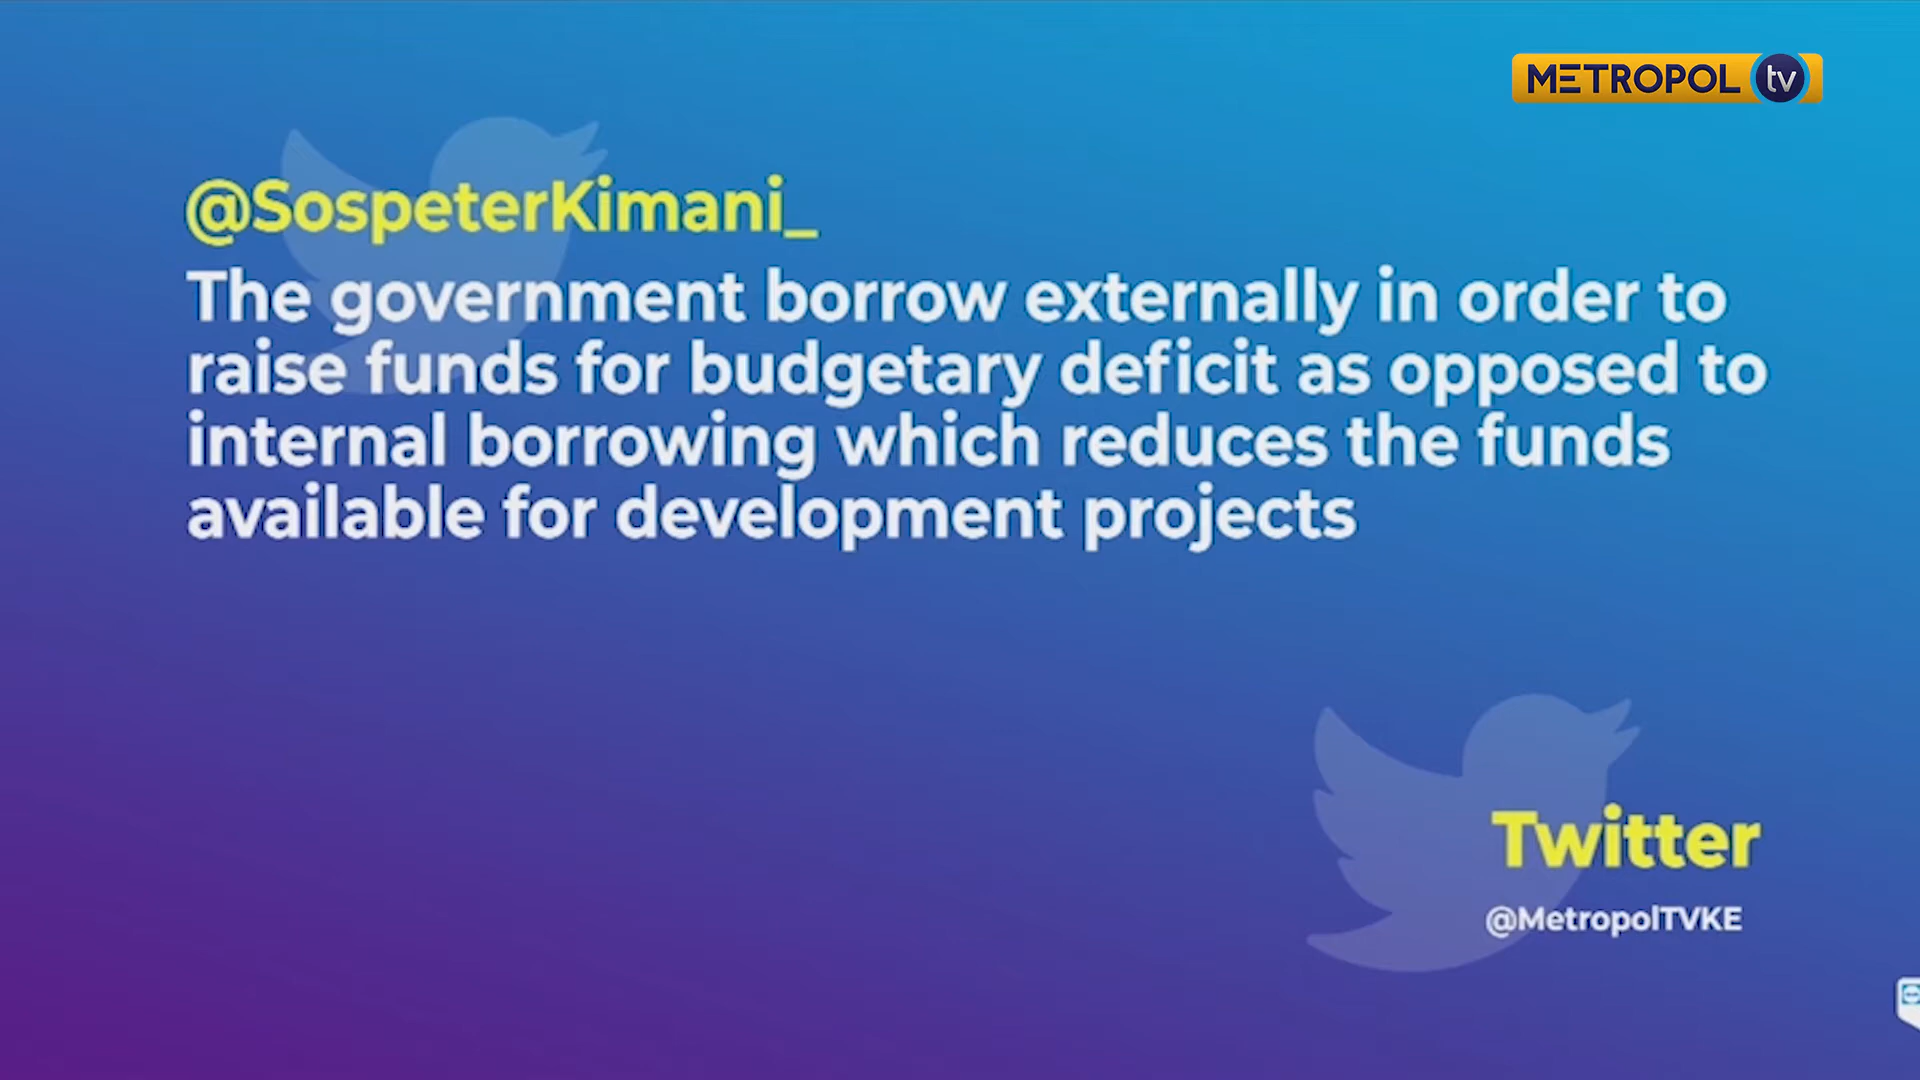 METROPOL tv
@SospeterKimani_
The government borrow externally in order to
raise funds for budgetary deficit as opposed to
internal borrowing which reduces the funds
available for development projects
Twitter
@MetropolTVKE